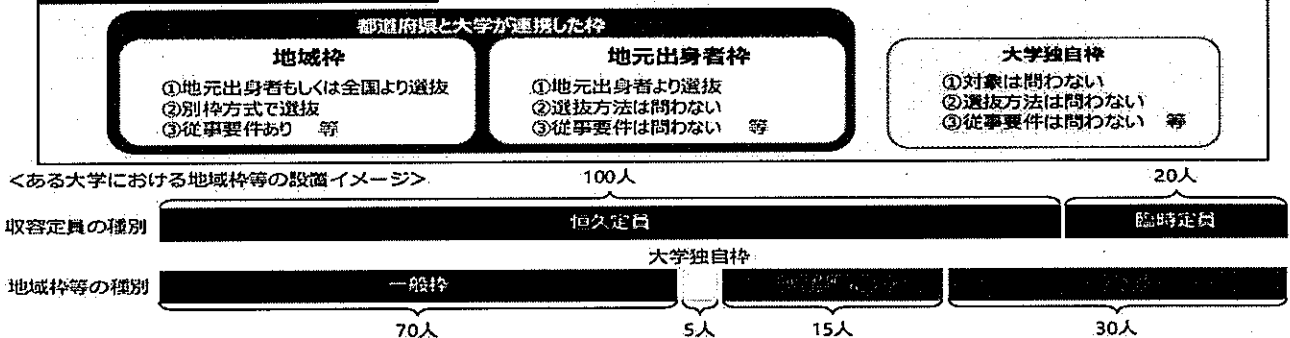 都道府県と大学が連携した枠
地域枠
①地元出身者もしくは全国より選抜
②別枠方式で選抜
③従事要件あり 等
地元出身者枠
①地元出身者より選抜
②選抜方法は問わない
③従事要件は問わない 等
大学独自枠
①対象は問わない
②選抜方法は問わない
③従事要件は問わない 等
<ある大学における地域枠等の設置イメージ>
100人
20人
収容定員の種別
恒久定員
臨時定員
大学独自枠
地域枠等の種別
一般枠
70人
5人
15人
30人